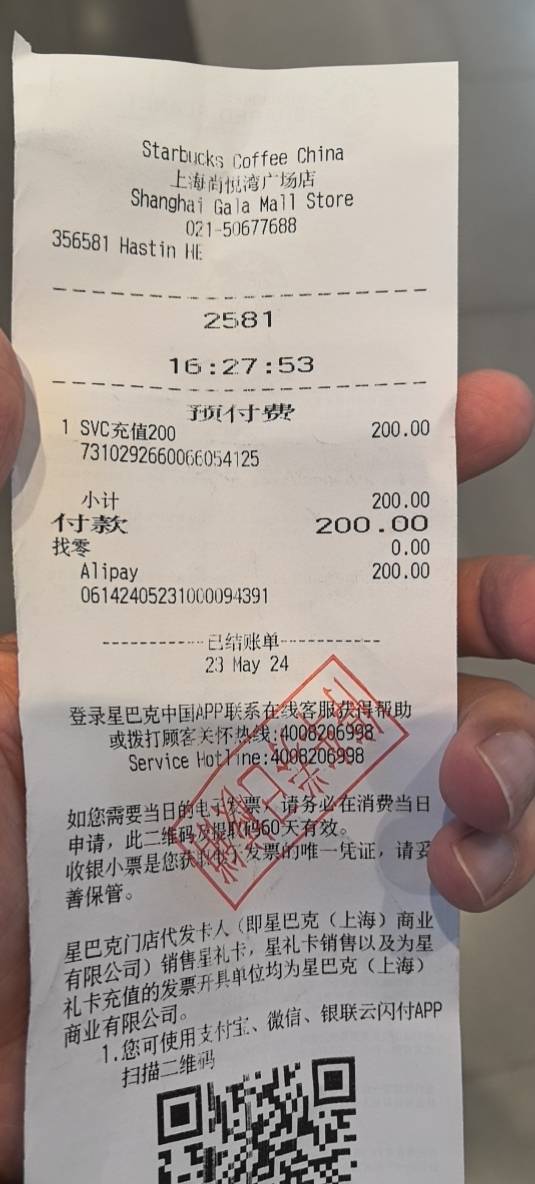 Starbucks Coffee China
上海尚悦湾广场店
Shanghai Gala Mall Store
021-50677688
356581 Hastin HE
2581
16:27:53
预付费
1 SVC充值200 200.00
7310292660066054125
小计 200.00
付款 200.00
找零 0.00
Alipay 200.00
06142405231000094391
已结账单
23 May 24
登录星巴克中国APP联系在线客服获得帮助
或拨打顾客关怀热线:4008206998
Service Hotline:4008206998
如您需要当日的电子发票，请务必在消费当日
申请，此二维码及提取码60天有效。
收银小票是您获取电子发票的唯一凭证，请妥
善保管。
星巴克门店代发卡人（即星巴克（上海）商业
有限公司）销售星礼卡，星礼卡销售以及为星
礼卡充值的发票开具单位均为星巴克（上海）
商业有限公司。
1.您可使用支付宝、微信、银联云闪付APP
扫描二维码